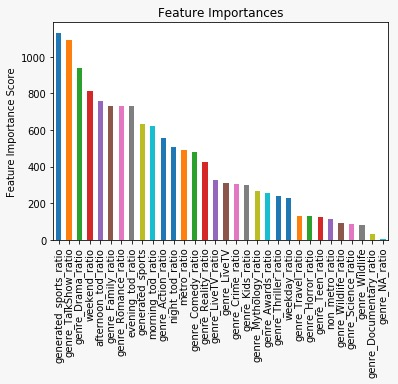 Feature Importances
Feature Importance Score
1000
800
600
400
200
0
generated_sports_ratio
genre_TalkShow_ratio
genre_Drama_ratio
weekend_ratio
afternoon_tod_ratio
genre_Family_ratio
genre_Romance_ratio
evening_tod_ratio
generated_sports
morning_tod_ratio
genre_Action_ratio
night_tod_ratio
metro_ratio
genre_Comedy_ratio
genre_Reality_ratio
genre_LiveTV_ratio
genre_LiveTV
genre_Crime_ratio
genre_Kids_ratio
genre_Mythology_ratio
genre_Awards_ratio
genre_Thriller_ratio
weekday_ratio
genre_Travel_ratio
genre_Horror_ratio
genre_Teen_ratio
non_metro_ratio
genre_Wildlife_ratio
genre_Science_ratio
genre_Wildlife
genre_Documentary_ratio
genre_NA_ratio